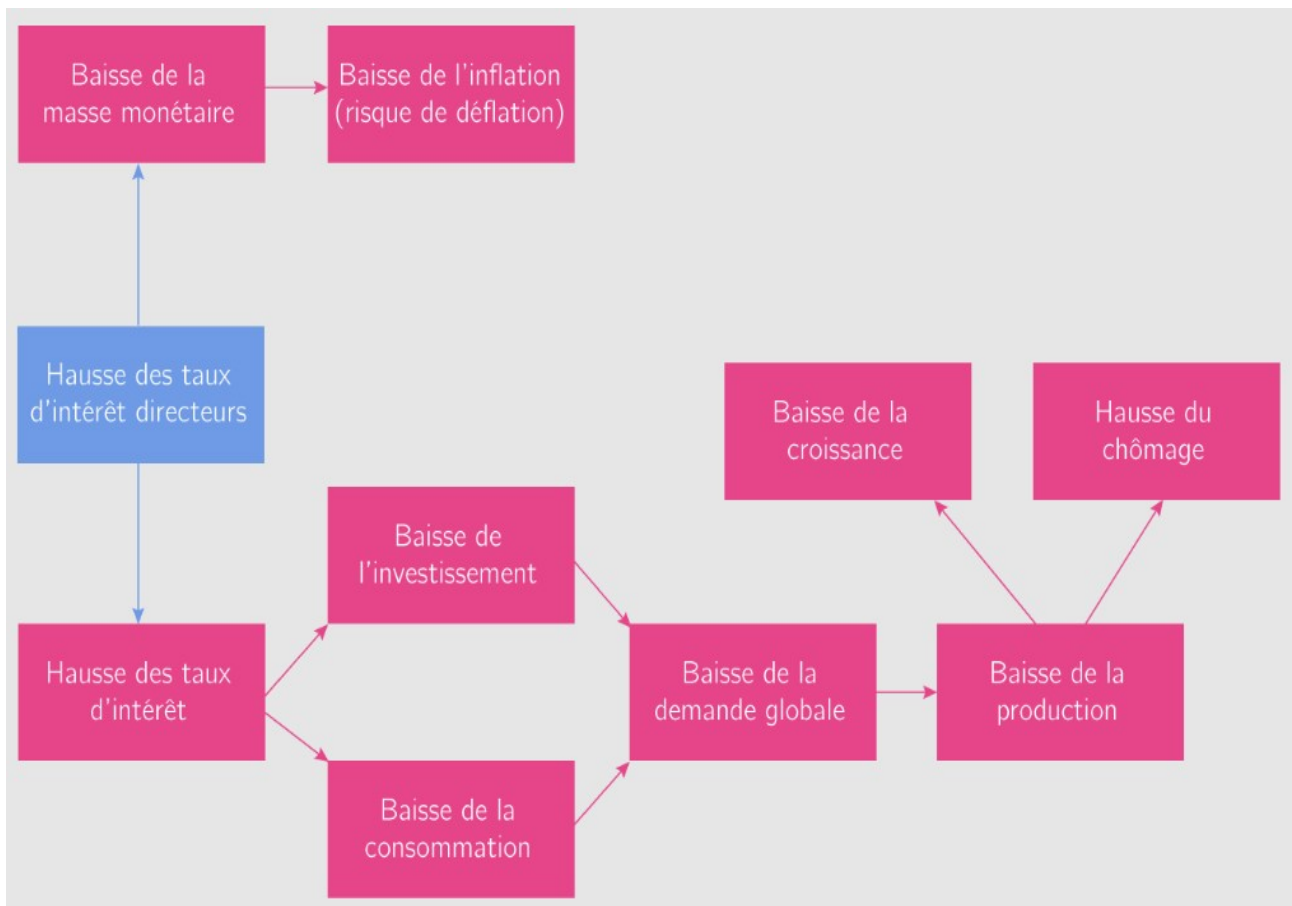 Baisse de la
masse monétaire
Baisse de l'inflation
(risque de déflation)
Hausse des taux
d'intérêt directeurs
Baisse de la
croissance
Hausse du
chômage
Baisse de
l'investissement
Hausse des taux
d'intérêt
Baisse de la
demande globale
Baisse de la
production
Baisse de la
consommation